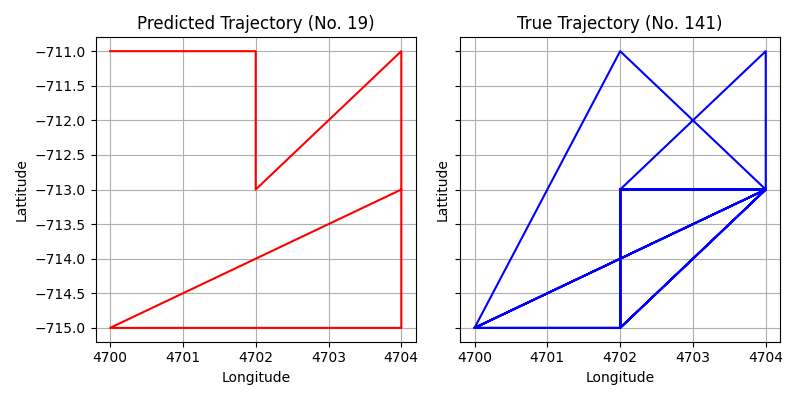 Predicted Trajectory (No. 19)
True Trajectory (No. 141)
−711.0
−711.5
−712.0
−712.5
−713.0
−713.5
−714.0
−714.5
−715.0
Lattitude
Lattitude
4700 4701 4702 4703 4704
4700 4701 4702 4703 4704
Longitude
Longitude